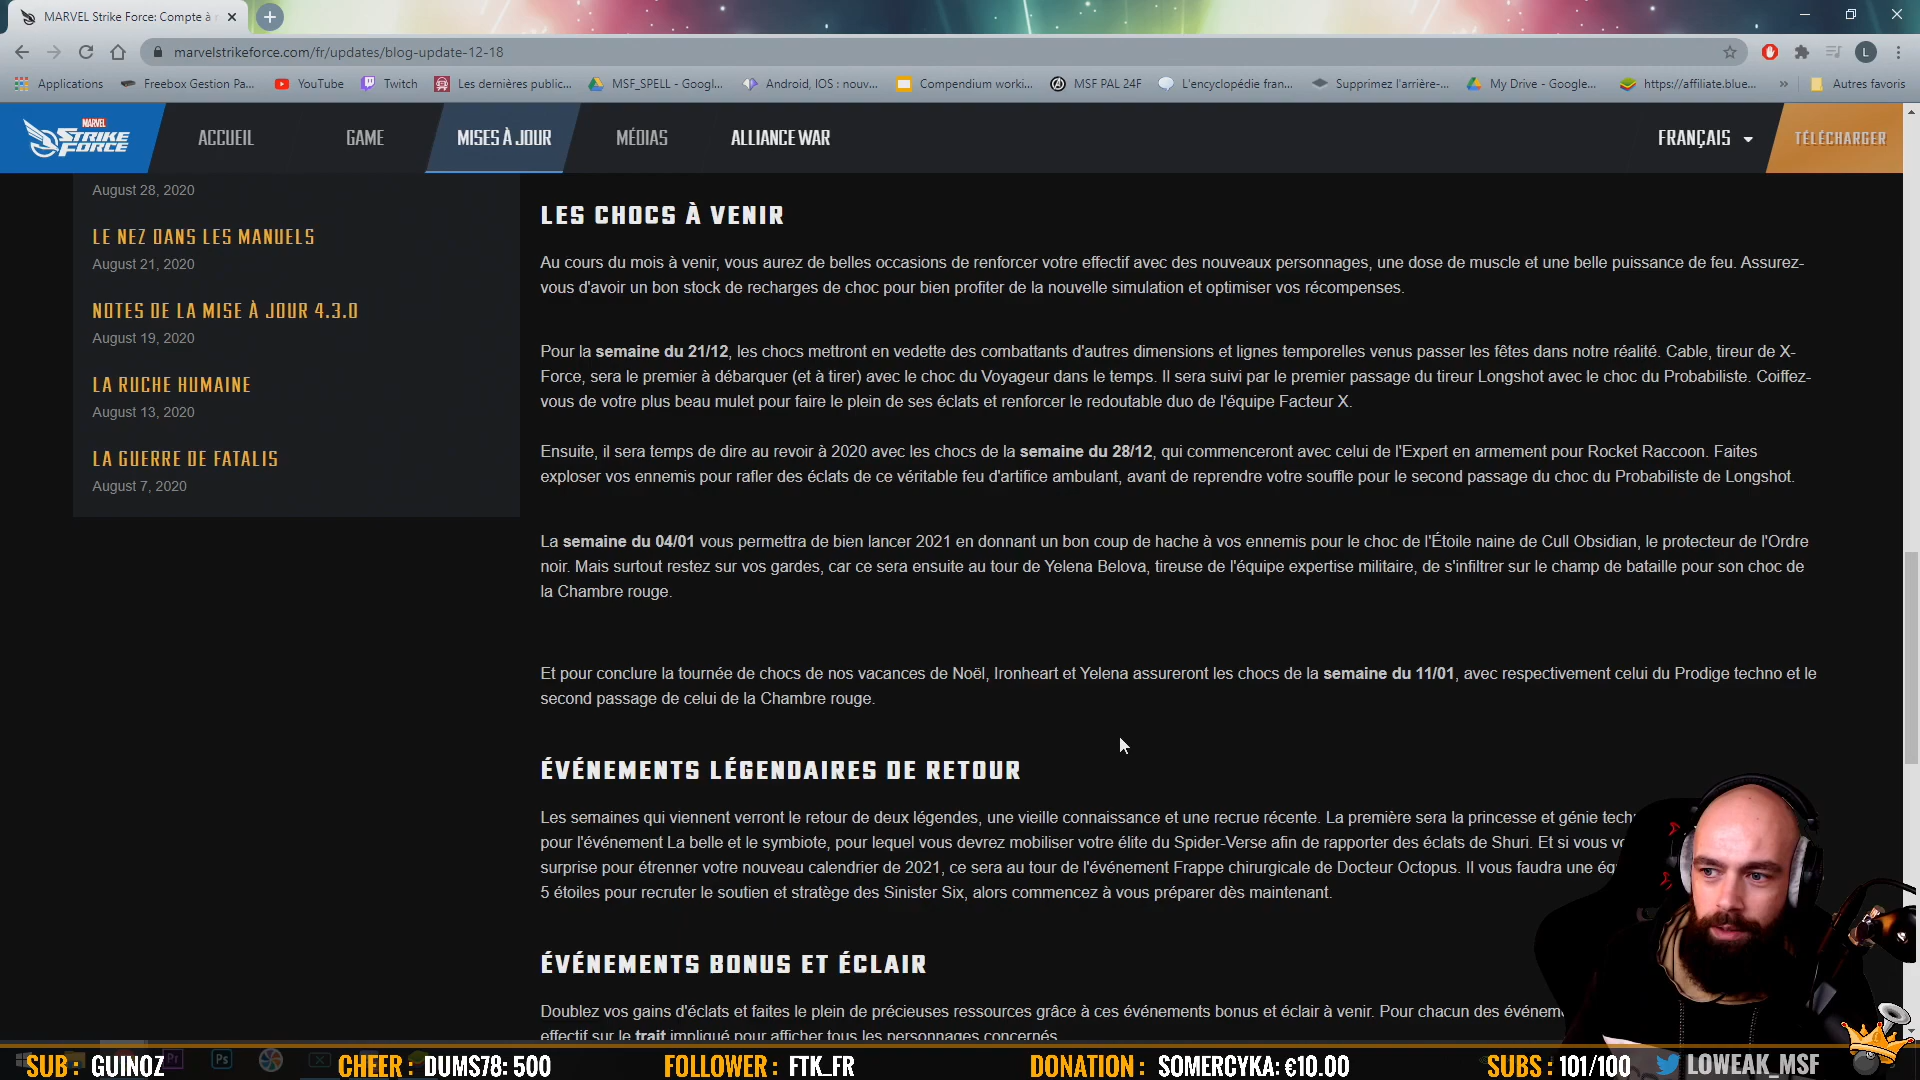 MARVEL Strike Force: Compte à
marvelstrikeforce.com/fr/updates/blog-update-12-18
L
Applications
Freebox Gestion Pa...
YouTube
Twitch
Les dernières public...
MSF_SPELL - Googl...
Android, IOS : nouv...
Compendium worki...
MSF PAL 24F
L'encyclopédie fran...
Supprimez l'arrière-...
My Drive - Google...
https://affiliate.blue...
Autres favoris
MARVEL
STRIKE
FORCE
ACCUEIL
GAME
MISES À JOUR
MÉDIAS
ALLIANCE WAR
FRANÇAIS
TÉLÉCHARGER
August 28, 2020
LE NEZ DANS LES MANUELS
August 21, 2020
NOTES DE LA MISE À JOUR 4.3.0
August 19, 2020
LA RUCHE HUMAINE
August 13, 2020
LA GUERRE DE FATALIS
August 7, 2020
LES CHOCS À VENIR
Au cours du mois à venir, vous aurez de belles occasions de renforcer votre effectif avec des nouveaux personnages, une dose de muscle et une belle puissance de feu. Assurez-
vous d'avoir un bon stock de recharges de choc pour bien profiter de la nouvelle simulation et optimiser vos récompenses.
Pour la semaine du 21/12, les chocs mettront en vedette des combattants d'autres dimensions et lignes temporelles venus passer les fêtes dans notre réalité. Cable, tireur de X-
Force, sera le premier à débarquer (et à tirer) avec le choc du Voyageur dans le temps. Il sera suivi par le premier passage du tireur Longshot avec le choc du Probabiliste. Coiffez-
vous de votre plus beau mulet pour faire le plein de ses éclats et renforcer le redoutable duo de l'équipe Facteur X.
Ensuite, il sera temps de dire au revoir à 2020 avec les chocs de la semaine du 28/12, qui commenceront avec celui de l'Expert en armement pour Rocket Raccoon. Faites
exploser vos ennemis pour rafler des éclats de ce véritable feu d'artifice ambulant, avant de reprendre votre souffle pour le second passage du choc du Probabiliste de Longshot.
La semaine du 04/01 vous permettra de bien lancer 2021 en donnant un bon coup de hache à vos ennemis pour le choc de l'Étoile naine de Cull Obsidian, le protecteur de l'Ordre
noir. Mais surtout restez sur vos gardes, car ce sera ensuite au tour de Yelena Belova, tireuse de l'équipe expertise militaire, de s'infiltrer sur le champ de bataille pour son choc de
la Chambre rouge.
Et pour conclure la tournée de chocs de nos vacances de Noël, Ironheart et Yelena assureront les chocs de la semaine du 11/01, avec respectivement celui du Prodige techno et le
second passage de celui de la Chambre rouge.
ÉVÉNEMENTS LÉGENDAIRES DE RETOUR
Les semaines qui viennent verront le retour de deux légendes, une vieille connaissance et une recrue récente. La première sera la princesse et génie
pour l'événement La belle et le symbiote, pour lequel vous devrez mobiliser votre élite du Spider-Verse afin de rapporter des éclats de Shuri. Et si
surprise pour étrenner votre nouveau calendrier de 2021, ce sera au tour de l'événement Frappe chirurgicale de Docteur Octopus. Il vous faudra une
5 étoiles pour recruter le soutien et stratège des Sinister Six, alors commencez à vous préparer dès maintenant.
ÉVÉNEMENTS BONUS ET ÉCLAIR
Doublez vos gains d'éclats et faites le plein de précieuses ressources grâce à ces événements bonus et éclair à venir. Pour chacun des
effectif sur le trait impliqué pour afficher tous les personnages concernés.
Pr
Ps
SUB : GUINOZ
CHEER : DUMS78: 500
FOLLOWER : FTK_FR
DONATION : SOMERCYKA: €10.00
SUBS : 101/100
LOWEAK_MSF